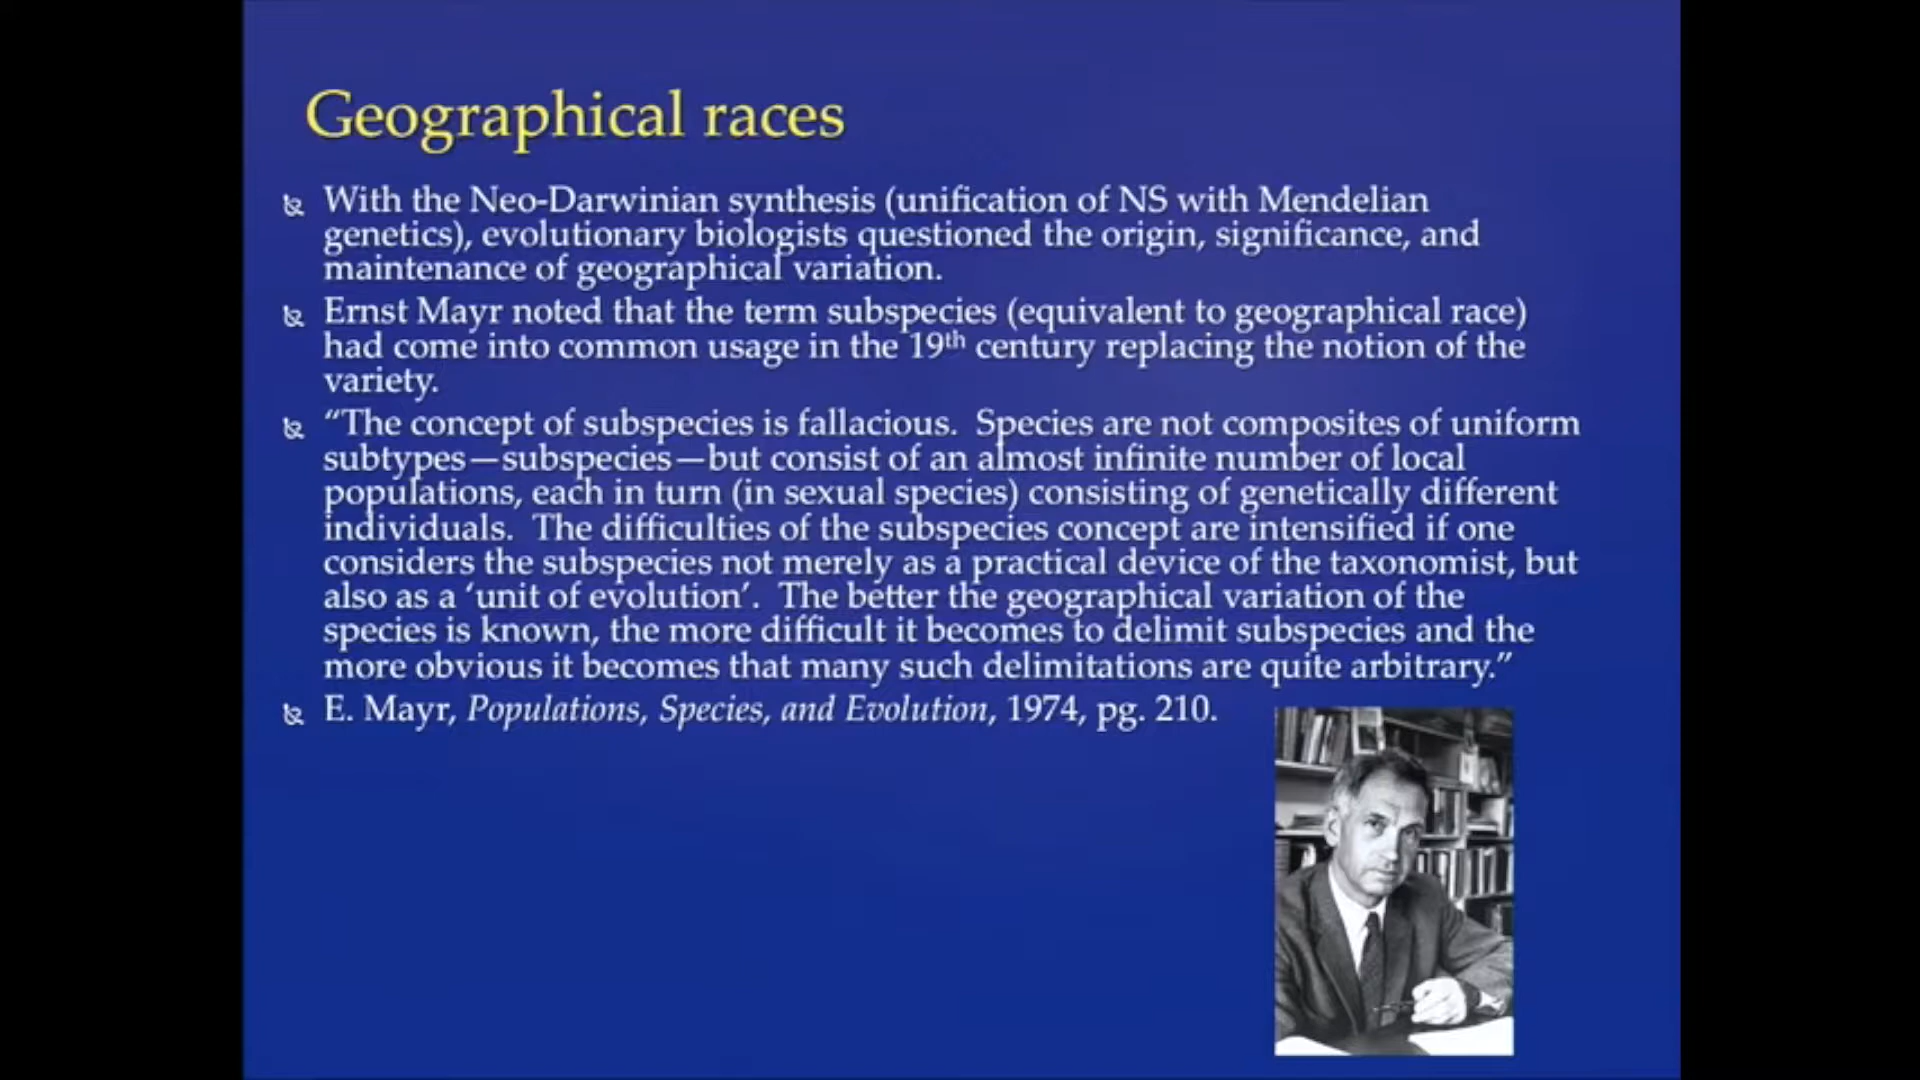 Geographical races
With the Neo-Darwinian synthesis (unification of NS with Mendelian
genetics), evolutionary biologists questioned the origin, significance, and
maintenance of geographical variation.
Ernst Mayr noted that the term subspecies (equivalent to geographical race)
had come into common usage in the 19th century replacing the notion of the
variety.
“The concept of subspecies is fallacious.  Species are not composites of uniform
subtypes—subspecies—but consist of an almost infinite number of local
populations, each in turn (in sexual species) consisting of genetically different
individuals.  The difficulties of the subspecies concept are intensified if one
considers the subspecies not merely as a practical device of the taxonomist, but
also as a ‘unit of evolution’.  The better the geographical variation of the
species is known, the more difficult it becomes to delimit subspecies and the
more obvious it becomes that many such delimitations are quite arbitrary.”
E. Mayr, Populations, Species, and Evolution, 1974, pg. 210.